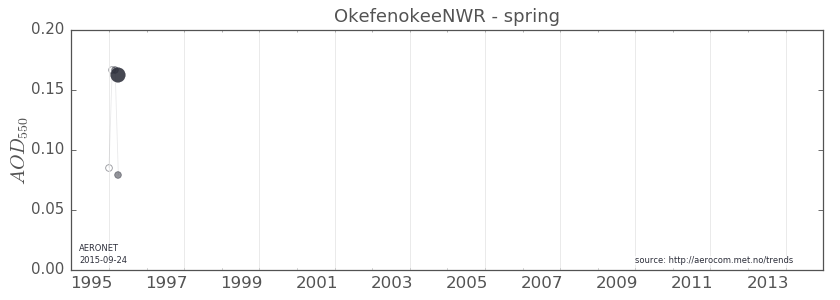 OkefenokeeNWR - spring
0.20
0.15
0.10
0.05
0.00
AOD550
AERONET
2015-09-24
source: http://aerocom.met.no/trends
1995 1997 1999 2001 2003 2005 2007 2009 2011 2013